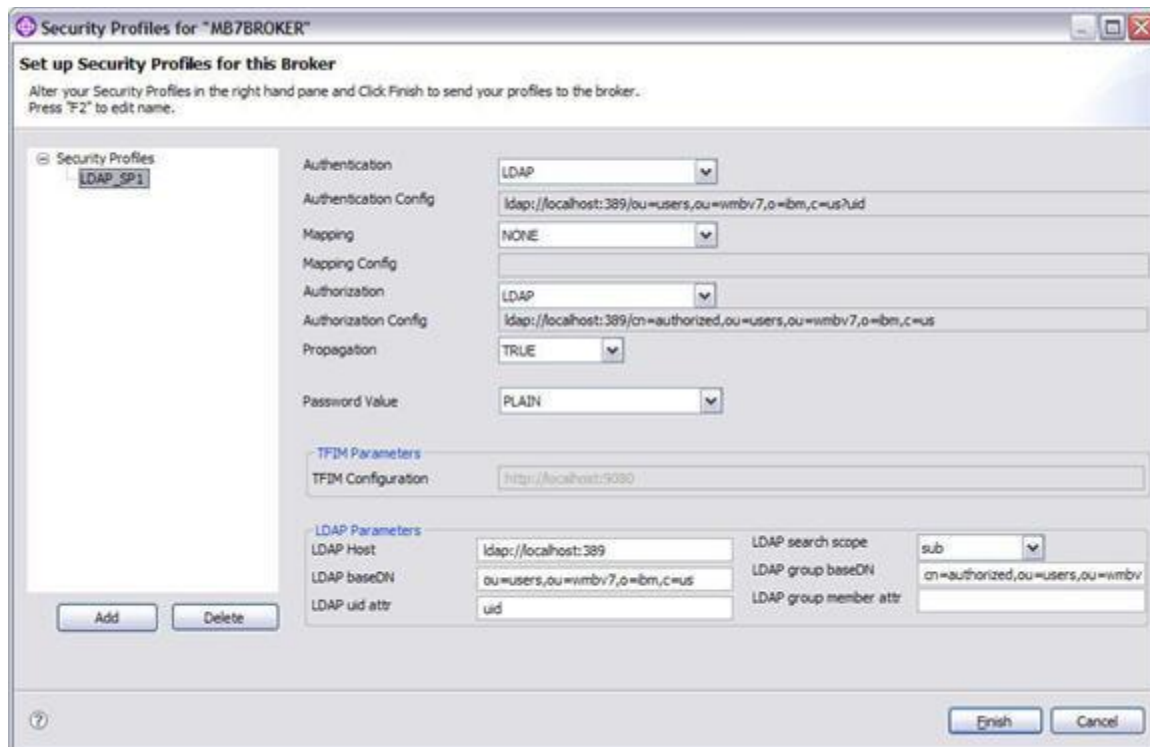 Security Profiles for "MB7BROKER"
Set up Security Profiles for this Broker
Alter your Security Profiles in the right hand pane and Click Finish to send your profiles to the broker.
Press "F2" to edit name.
Security Profiles
LDAP_SP1
Authentication
LDAP
Authentication Config
ldap://localhost:389/ou=users,ou=wmbv7,o=ibm,c=us?uid
Mapping
NONE
Mapping Config
Authorization
LDAP
Authorization Config
ldap://localhost:389/cn=authorized,ou=users,ou=wmbv7,o=ibm,c=us
Propagation
TRUE
Password Value
PLAIN
TFIM Parameters
TFIM Configuration
http://localhost:9080
LDAP Parameters
LDAP Host
ldap://localhost:389
LDAP search scope
sub
LDAP baseDN
ou=users,ou=wmbv7,o=ibm,c=us
LDAP group baseDN
cn=authorized,ou=users,ou=wmbv
LDAP uid attr
uid
LDAP group member attr
Add
Delete
Finish
Cancel